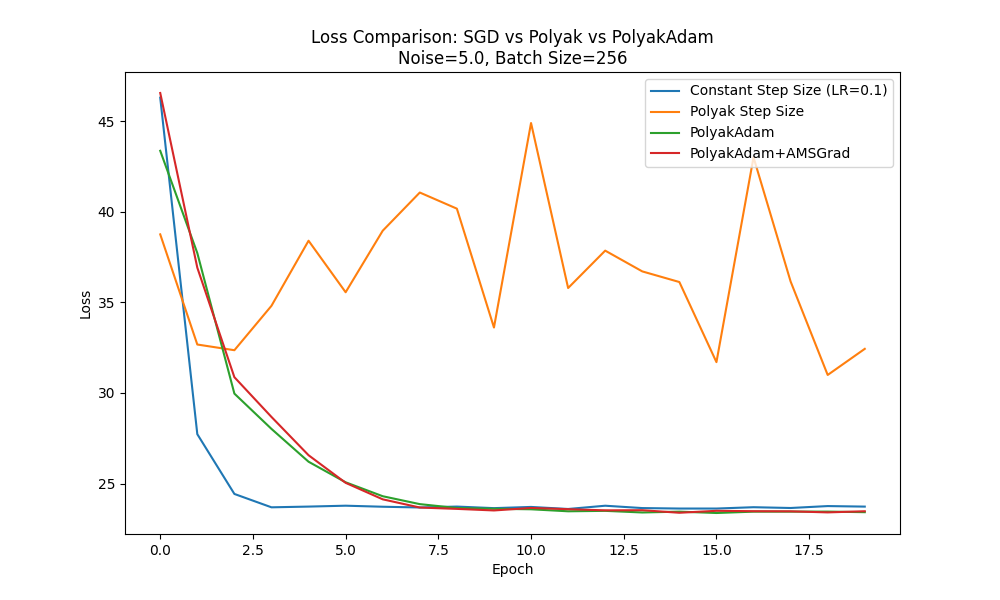 Loss Comparison: SGD vs Polyak vs PolyakAdam
Noise=5.0, Batch Size=256
Constant Step Size (LR=0.1)
Polyak Step Size
PolyakAdam
PolyakAdam+AMSGrad
Loss
45
40
35
30
25
0.0 2.5 5.0 7.5 10.0 12.5 15.0 17.5
Epoch